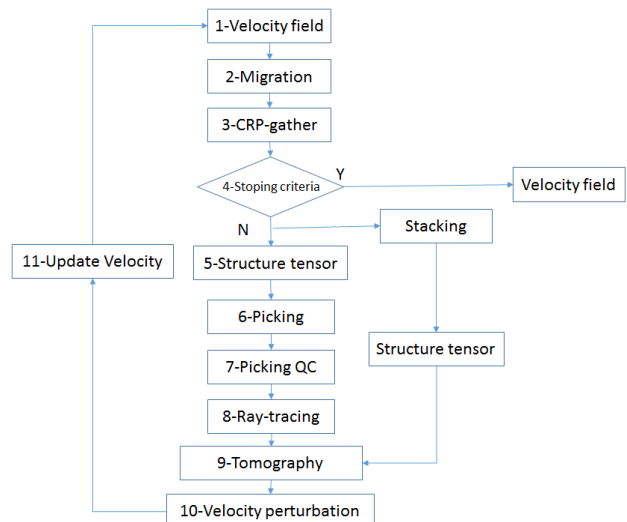 1-Velocity field
2-Migration
3-CRP-gather
4-Stoping criteria
Y
Velocity field
N
Stacking
5-Structure tensor
11-Update Velocity
6-Picking
Structure tensor
7-Picking QC
8-Ray-tracing
9-Tomography
10-Velocity perturbation